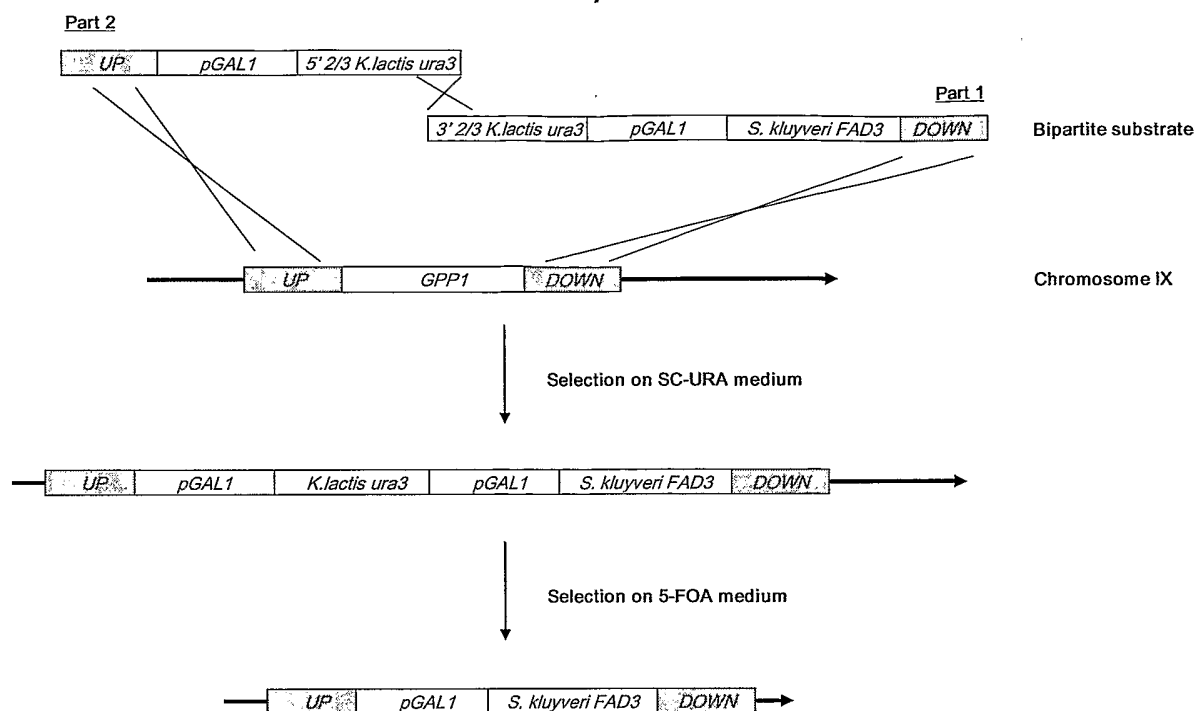 Part 2
UP pGAL1 5' 2/3 K.lactis ura3
Part 1
3' 2/3 K.lactis ura3 pGAL1 S. kluyveri FAD3 DOWN Bipartite substrate
UP GPP1 DOWN Chromosome IX
Selection on SC-URA medium
UP pGAL1 K.lactis ura3 pGAL1 S. kluyveri FAD3 DOWN
Selection on 5-FOA medium
UP pGAL1 S. kluyveri FAD3 DOWN